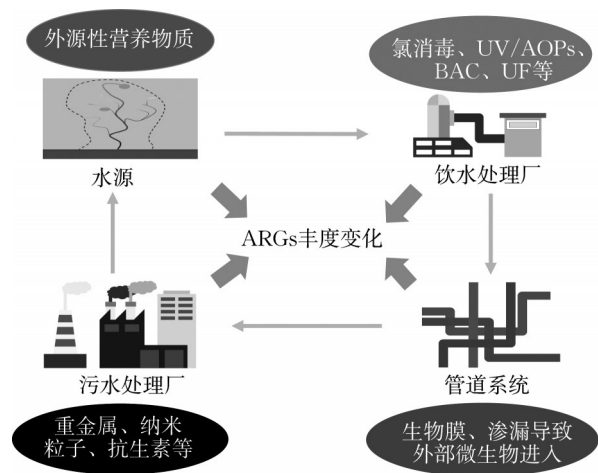 外源性营养物质
氯消毒、UV/AOPs、
BAC、UF等
水源
饮水处理厂
ARGs丰度变化
污水处理厂
管道系统
重金属、纳米
粒子、抗生素等
生物膜、渗漏导致
外部微生物进入